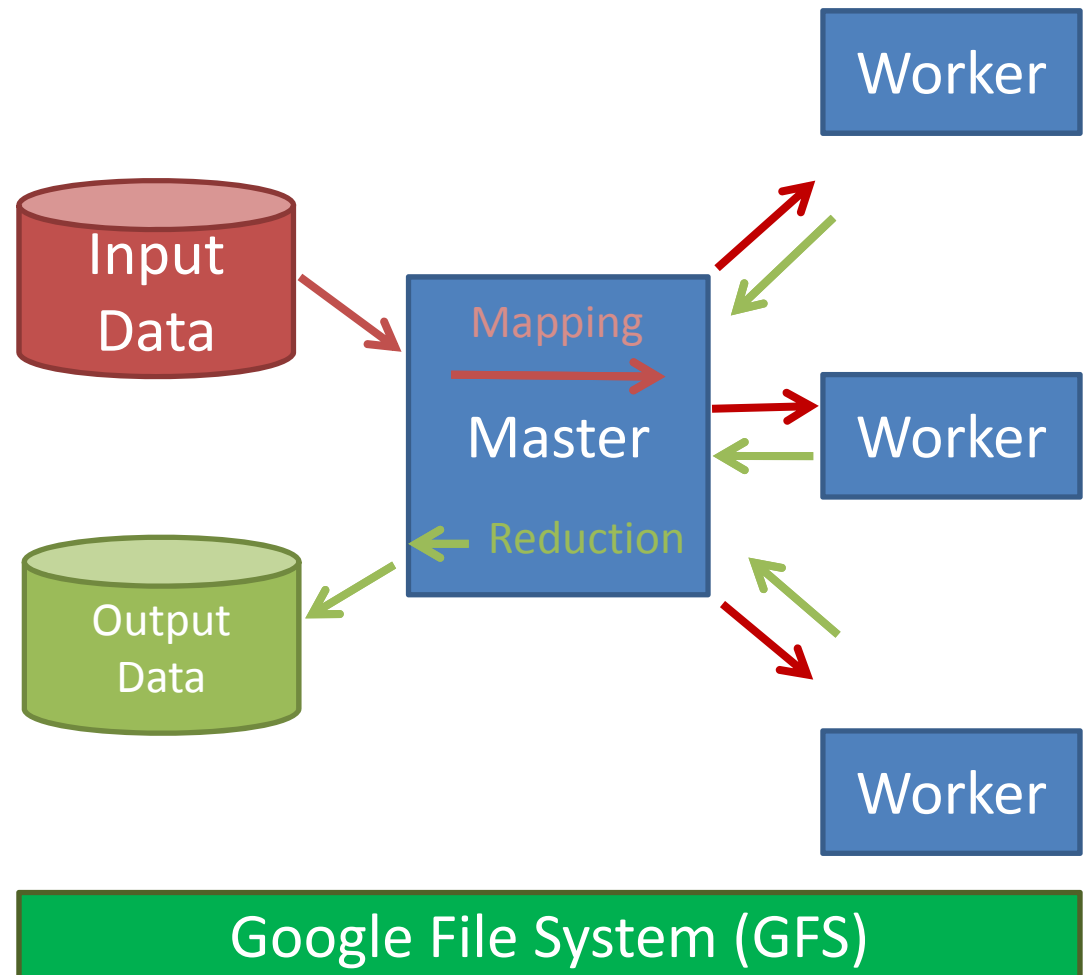 Worker
Input
Data
Mapping
Master
Worker
Reduction
Output
Data
Worker
Google File System (GFS)